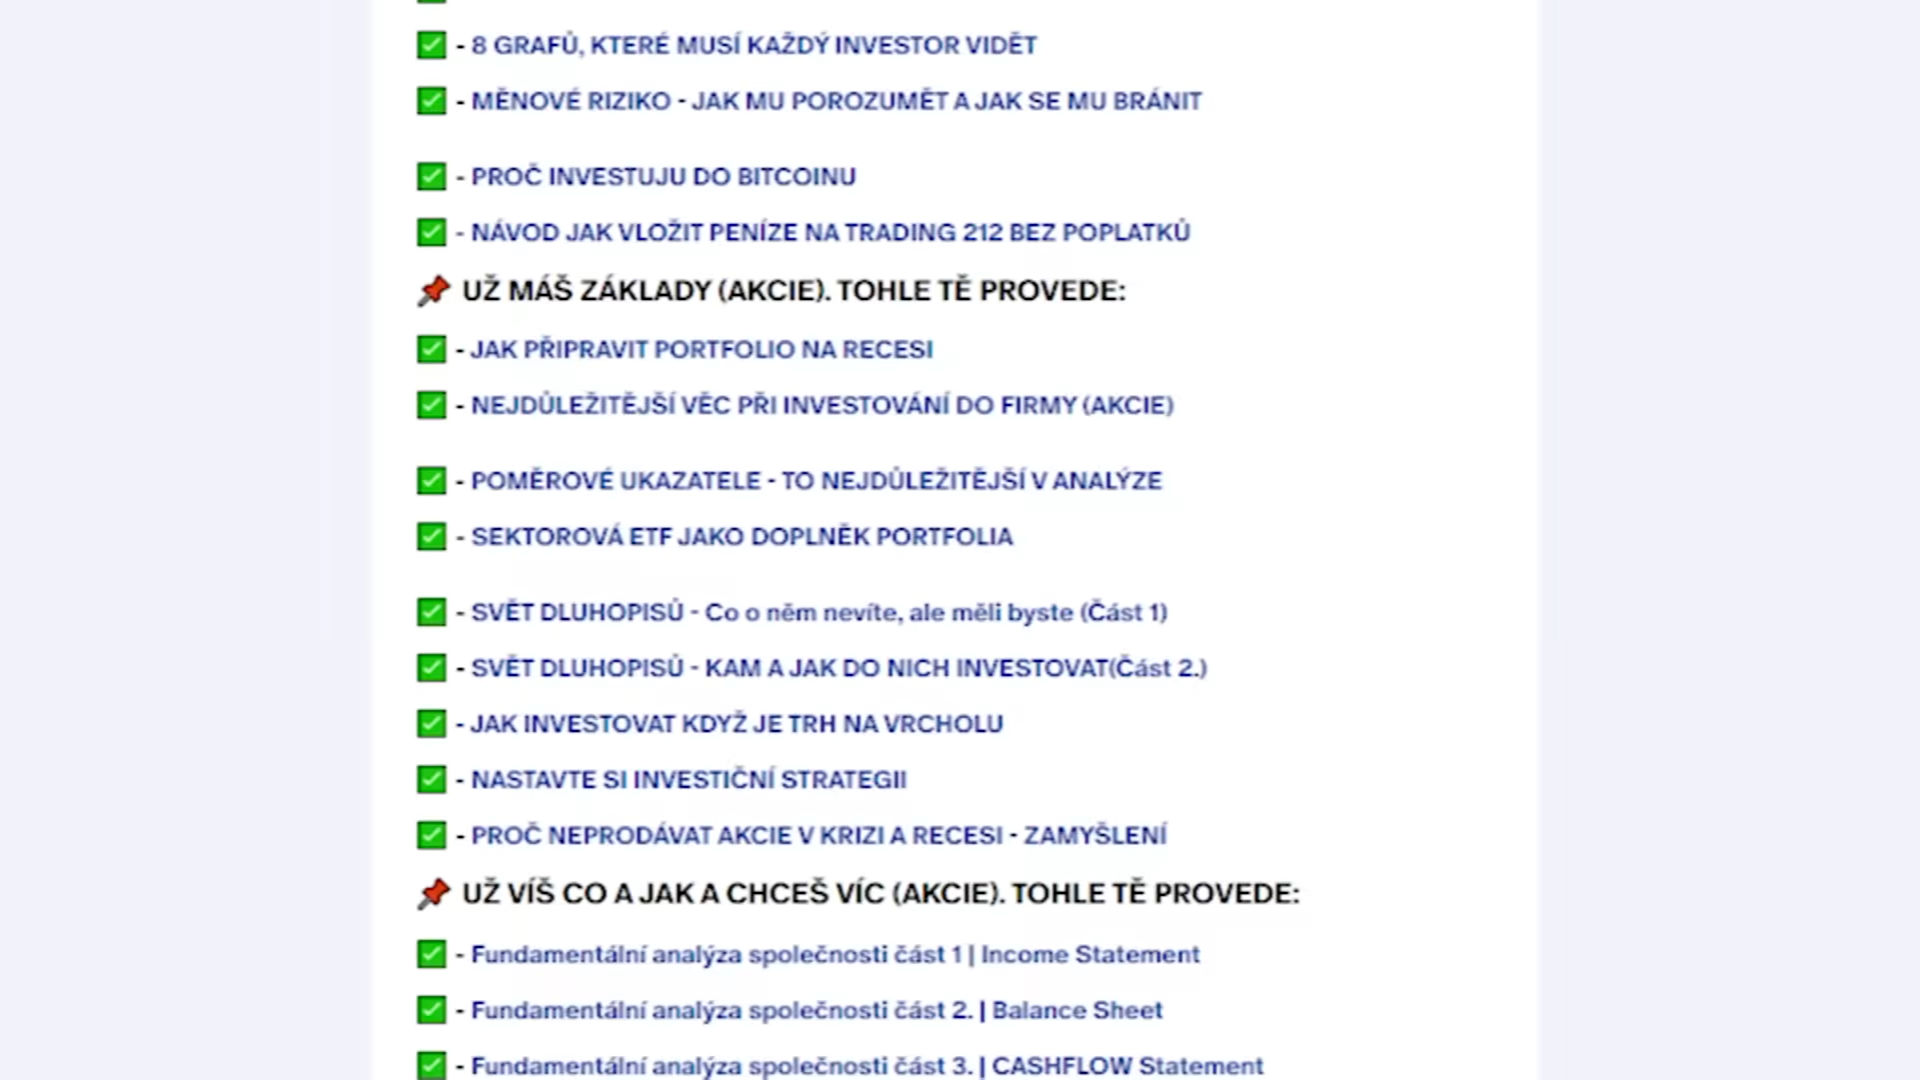 ✅ - 8 GRAFŮ, KTERÉ MUSÍ KAŽDÝ INVESTOR VIDĚT
✅ - MĚNOVÉ RIZIKO - JAK MU POROZUMĚT A JAK SE MU BRÁNIT
✅ - PROČ INVESTUJU DO BITCOINU
✅ - NÁVOD JAK VLOŽIT PENÍZE NA TRADING 212 BEZ POPLATKŮ
📌 UŽ MÁŠ ZÁKLADY (AKCIE). TOHLE TĚ PROVEDE:
✅ - JAK PŘIPRAVIT PORTFOLIO NA RECESI
✅ - NEJDŮLEŽITĚJŠÍ VĚC PŘI INVESTOVÁNÍ DO FIRMY (AKCIE)
✅ - POMĚROVÉ UKAZATELE - TO NEJDŮLEŽITĚJŠÍ V ANALÝZE
✅ - SEKTOROVÁ ETF JAKO DOPLNĚK PORTFOLIA
✅ - SVĚT DLUHOPISŮ - Co o něm nevíte, ale měli byste (Část 1)
✅ - SVĚT DLUHOPISŮ - KAM A JAK DO NICH INVESTOVAT(Část 2.)
✅ - JAK INVESTOVAT KDYŽ JE TRH NA VRCHOLU
✅ - NASTAVTE SI INVESTIČNÍ STRATEGII
✅ - PROČ NEPRODÁVAT AKCIE V KRIZI A RECESI - ZAMYŠLENÍ
📌 UŽ VÍŠ CO A JAK A CHCEŠ VÍC (AKCIE). TOHLE TĚ PROVEDE:
✅ - Fundamentální analýza společnosti část 1 | Income Statement
✅ - Fundamentální analýza společnosti část 2. | Balance Sheet
✅ - Fundamentální analýza společnosti část 3. | CASHFLOW Statement